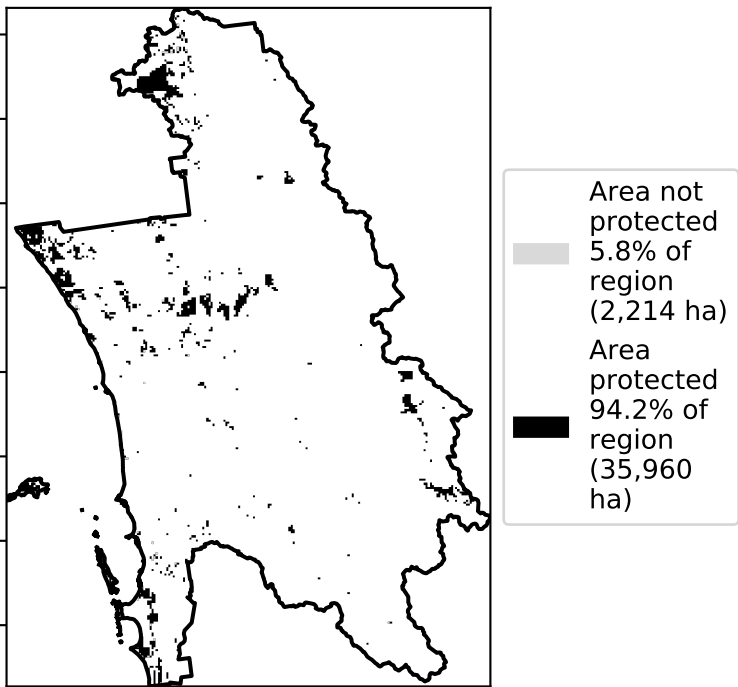 Area not
protected
5.8% of
region
(2,214 ha)
Area
protected
94.2% of
region
(35,960
ha)